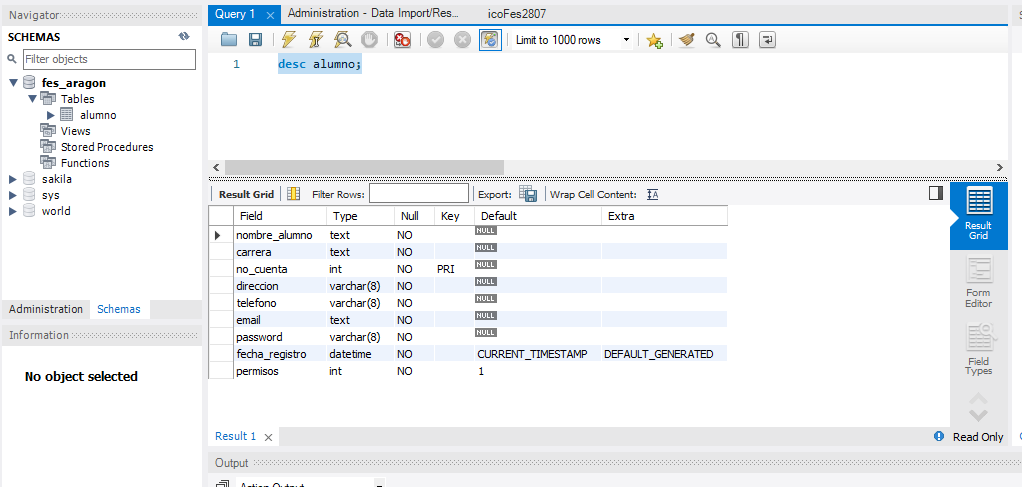 Navigator
SCHEMAS
Filter objects
fes_aragon
Tables
alumno
Views
Stored Procedures
Functions
sakila
sys
world
Administration Schemas
Information
No object selected
Query 1 Administration - Data Import/Res... icoFes2807
Limit to 1000 rows
1 desc alumno;
Result Grid Filter Rows: Export: Wrap Cell Content:
Field Type Null Key Default Extra
nombre_alumno text NO NULL
carrera text NO NULL
no_cuenta int NO PRI NULL
direccion varchar(8) NO NULL
telefono varchar(8) NO NULL
email text NO NULL
password varchar(8) NO NULL
fecha_registro datetime NO CURRENT_TIMESTAMP DEFAULT_GENERATED
permisos int NO 1
Result
Grid
Form
Editor
Field
Types
Result 1 Read Only
Output
Action Output